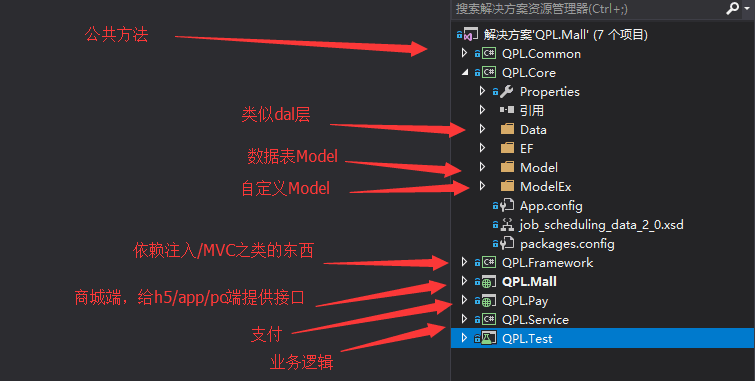 搜索解决方案资源管理器(Ctrl+;)
公共方法
解决方案'QPL.Mall' (7 个项目)
QPL.Common
QPL.Core
Properties
引用
类似dal层
Data
EF
数据表Model
Model
自定义Model
ModelEx
App.config
job_scheduling_data_2_0.xsd
packages.config
依赖注入/MVC之类的东西
QPL.Framework
商城端，给h5/app/pc端提供接口
QPL.Mall
QPL.Pay
支付
QPL.Service
业务逻辑
QPL.Test